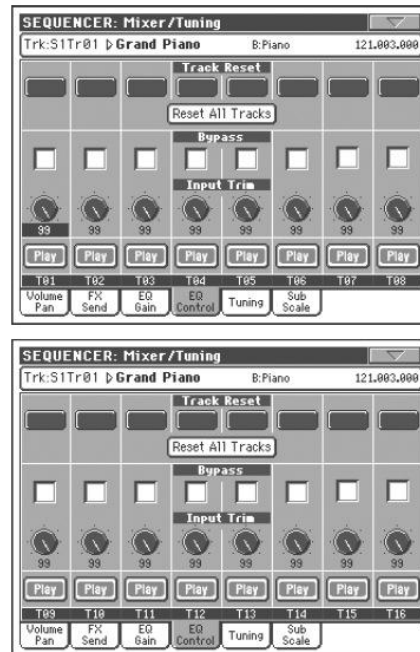 SEQUENCER: Mixer/Tuning
Trk:S1Tr01 ▷Grand Piano B:Piano 121.003.000
Track Reset
Reset All Tracks
Bypass
Input Trim
99 99 99 99 99 99 99 99
Play Play Play Play Play Play Play Play
T01 T02 T03 T04 T05 T06 T07 T08
Volume Pan FX Send EQ Gain EQ Control Tuning Sub Scale
SEQUENCER: Mixer/Tuning
Trk:S1Tr01 ▷Grand Piano B:Piano 121.003.000
Track Reset
Reset All Tracks
Bypass
Input Trim
99 99 99 99 99 99 99 99
Play Play Play Play Play Play Play Play
T09 T10 T11 T12 T13 T14 T15 T16
Volume Pan FX Send EQ Gain EQ Control Tuning Sub Scale